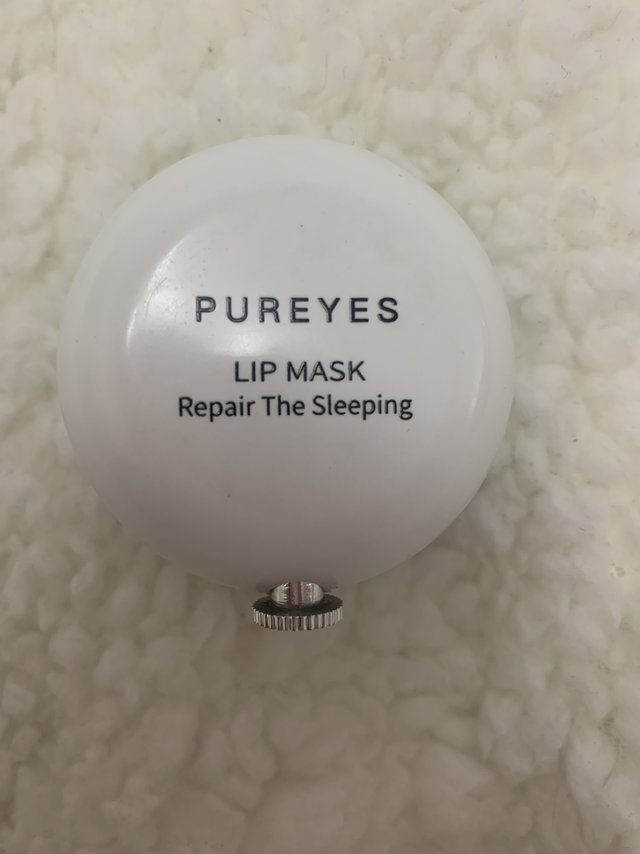 PUREYES
LIP MASK
Repair The Sleeping